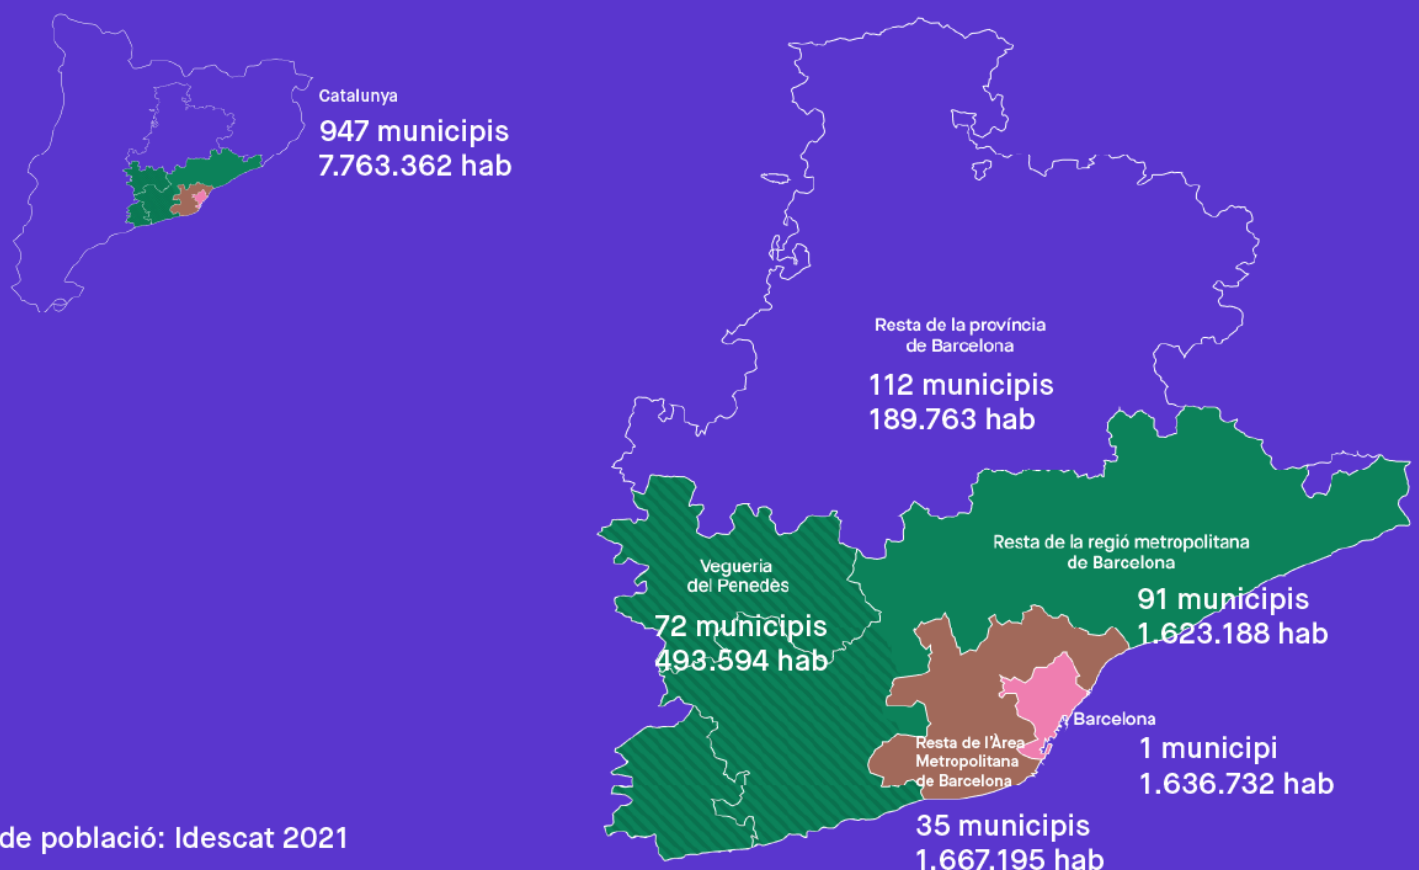 Catalunya
947 municipis
7.763.362 hab
Resta de la província
de Barcelona
112 municipis
189.763 hab
Resta de la regió metropolitana
de Barcelona
91 municipis
1.623.188 hab
Vegueria
del Penedès
72 municipis
493.594 hab
Barcelona
1 municipi
1.636.732 hab
Resta de l'Àrea
Metropolitana
de Barcelona
35 municipis
1.667.195 hab
de població: Idescat 2021